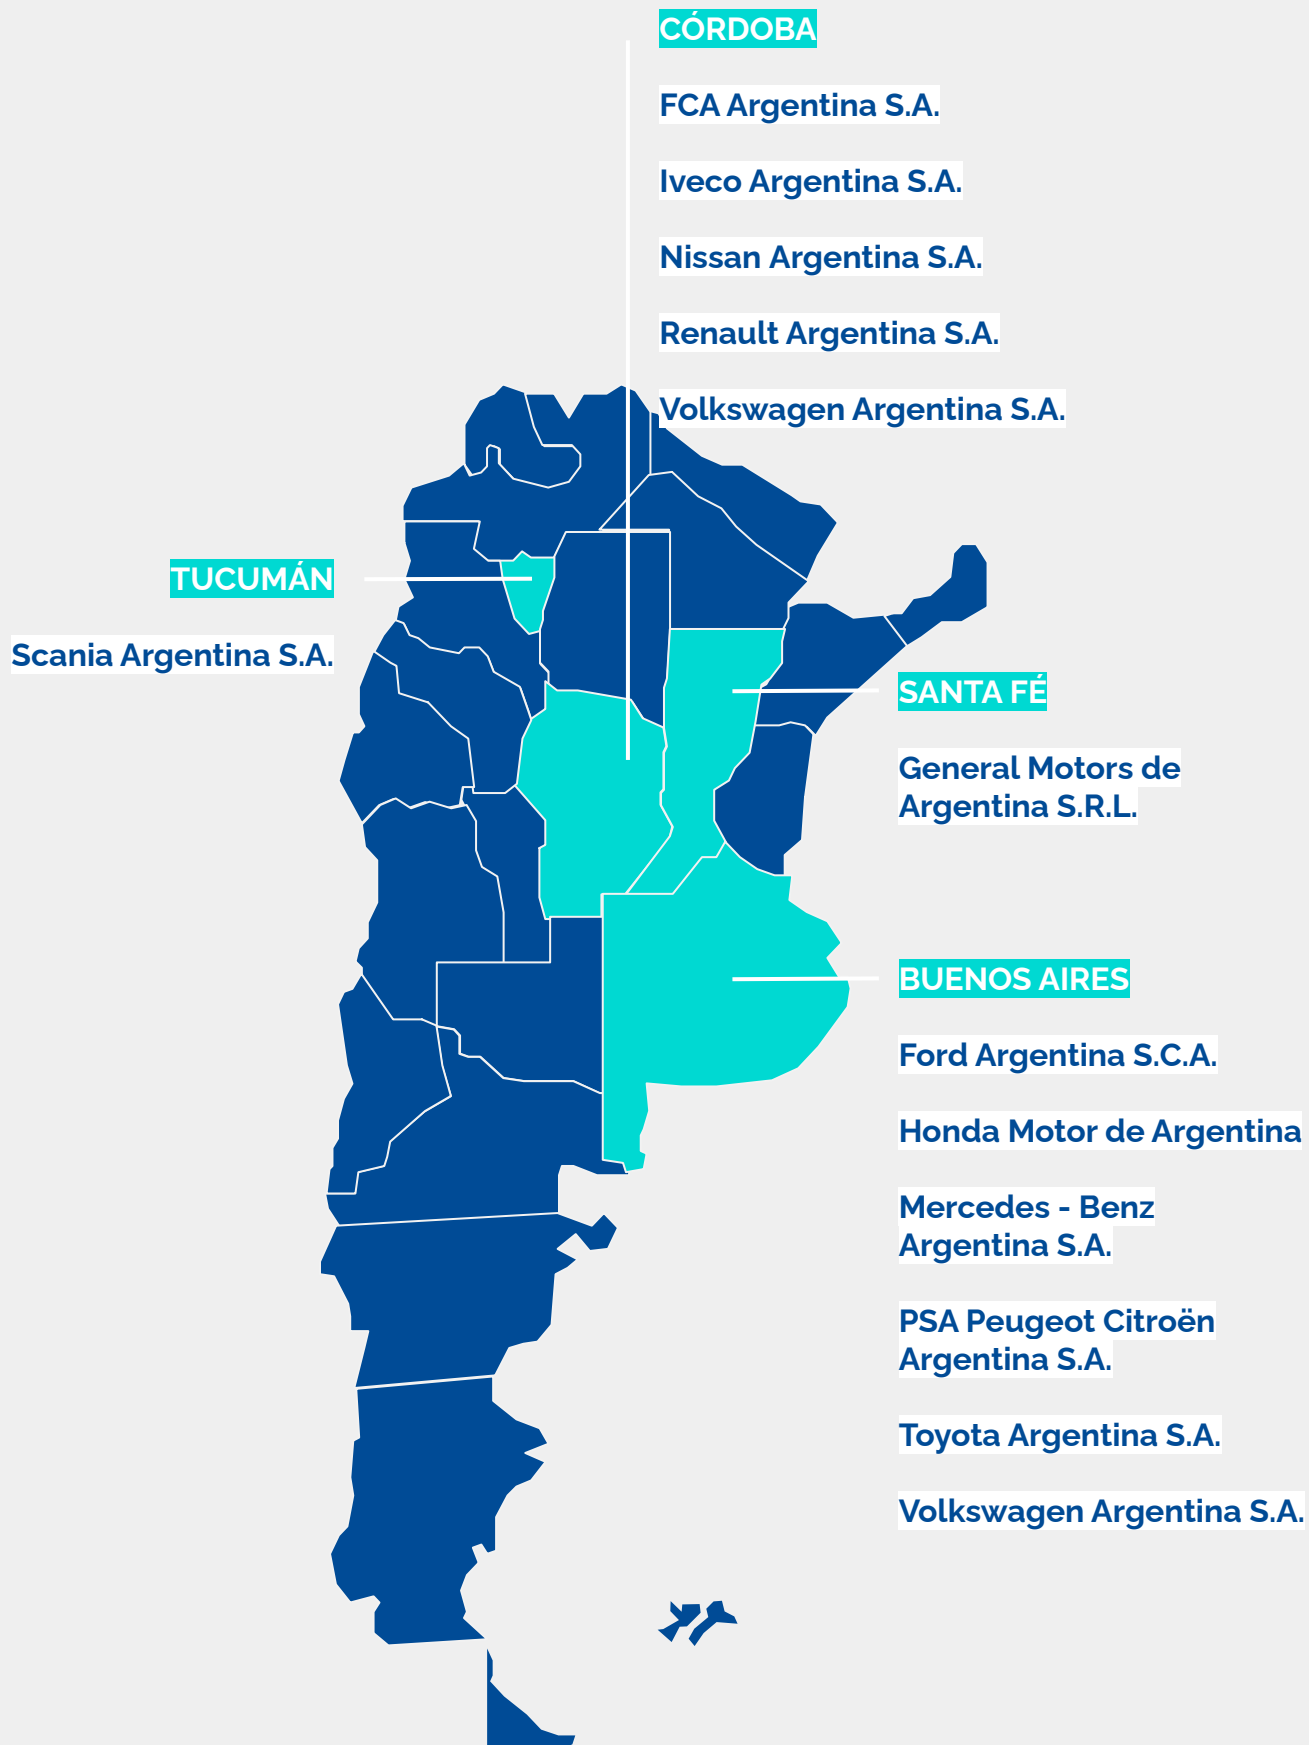 CÓRDOBA
FCA Argentina S.A.
Iveco Argentina S.A.
Nissan Argentina S.A.
Renault Argentina S.A.
Volkswagen Argentina S.A.
TUCUMÁN
Scania Argentina S.A.
SANTA FÉ
General Motors de
Argentina S.R.L.
BUENOS AIRES
Ford Argentina S.C.A.
Honda Motor de Argentina
Mercedes - Benz
Argentina S.A.
PSA Peugeot Citroën
Argentina S.A.
Toyota Argentina S.A.
Volkswagen Argentina S.A.